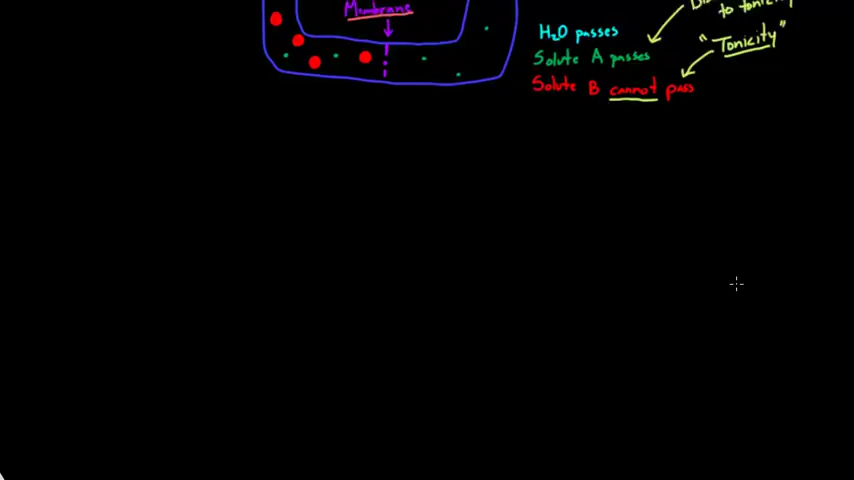 Membrane
to tonicity
H₂O passes
"Tonicity"
Solute A passes
Solute B cannot pass